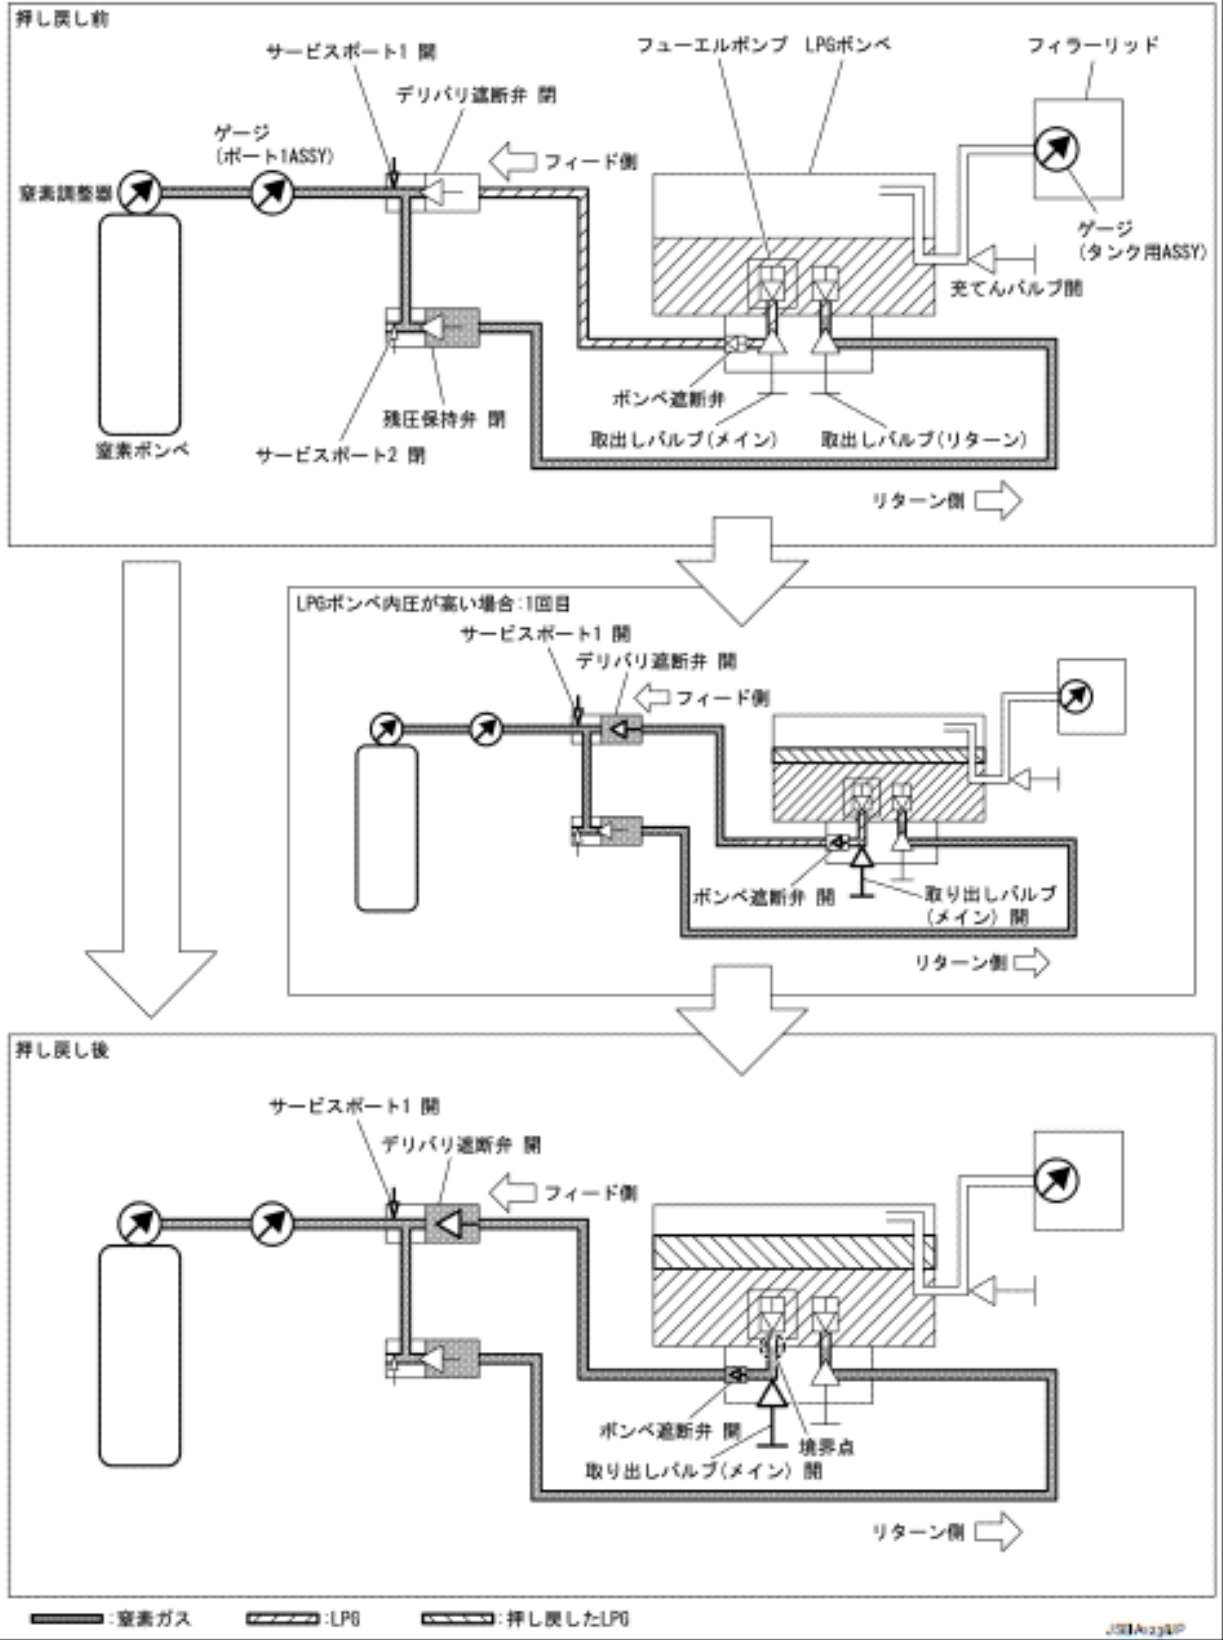 押し戻し前
サービスポート1 開
フューエルポンプ
LPGボンベ
フィラーリッド
デリバリ遮断弁 閉
ゲージ
(ポート1ASSY)
フィード側
窒素調整器
ゲージ
(タンク用ASSY)
充てんバルブ開
ボンベ遮断弁
残圧保持弁 閉
取出しバルブ(メイン)
取出しバルブ(リターン)
窒素ボンベ
サービスポート2 閉
リターン側
LPGボンベ内圧が高い場合:1回目
サービスポート1 開
デリバリ遮断弁 開
フィード側
ボンベ遮断弁 開
取り出しバルブ
(メイン) 開
リターン側
押し戻し後
サービスポート1 開
デリバリ遮断弁 開
フィード側
ボンベ遮断弁 開
境界点
取り出しバルブ(メイン) 開
リターン側
:窒素ガス
:LPG
:押し戻したLPG